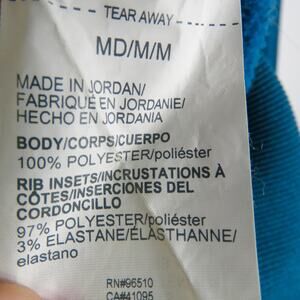 TEAR AWAY
MD/M/M
MADE IN JORDAN/
FABRIQUÉ EN JORDANIE/
HECHO EN JORDANIA
BODY/CORPS/CUERPO
100% POLYESTER/poliéster
RIB INSETS/INCRUSTATIONS À
CÔTES/INSERCIONES DEL
CORDONCILLO
97% POLYESTER/poliéster
3% ELASTANE/ÉLASTHANNE/
elastano
RN#96510
CA#41095